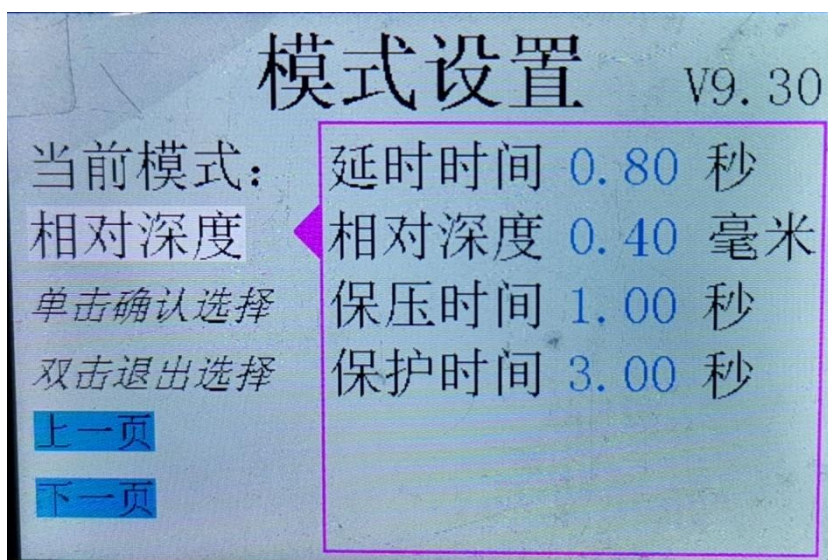 模式设置 V9.30
当前模式：
相对深度
单击确认选择
双击退出选择
上一页
下一页
延时时间 0.80 秒
相对深度 0.40 毫米
保压时间 1.00 秒
保护时间 3.00 秒